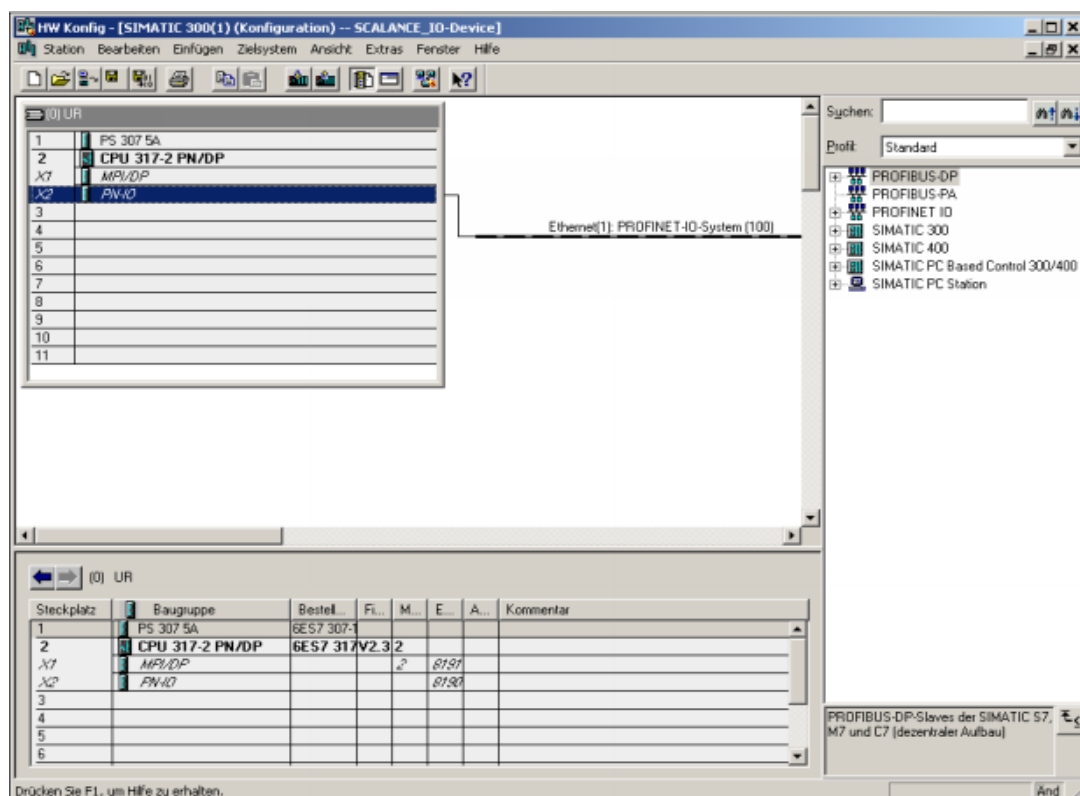 HW Konfig - [SIMATIC 300(1) (Konfiguration) -- SCALANCE_IO-Device]
Station Bearbeiten Einfügen Zielsystem Ansicht Extras Fenster Hilfe
(0) UR
1 PS 307 5A
2 CPU 317-2 PN/DP
X1 MPI/DP
X2 PN-IO
3
4
5
6
7
8
9
10
11
Ethernet(1): PROFINET-IO-System (100)
Suchen:
Profil: Standard
PROFIBUS-DP
PROFIBUS-PA
PROFINET IO
SIMATIC 300
SIMATIC 400
SIMATIC PC Based Control 300/400
SIMATIC PC Station
(0) UR
Steckplatz Baugruppe Bestell... Fi... M... E... A... Kommentar
1 PS 307 5A 6ES7 307-1
2 CPU 317-2 PN/DP 6ES7 317 V2.3 2
X1 MPI/DP 2 8191
X2 PN-IO 8190
3
4
5
6
PROFIBUS-DP-Slaves der SIMATIC S7,
M7 und C7 (dezentraler Aufbau)
Drücken Sie F1, um Hilfe zu erhalten.
Änd